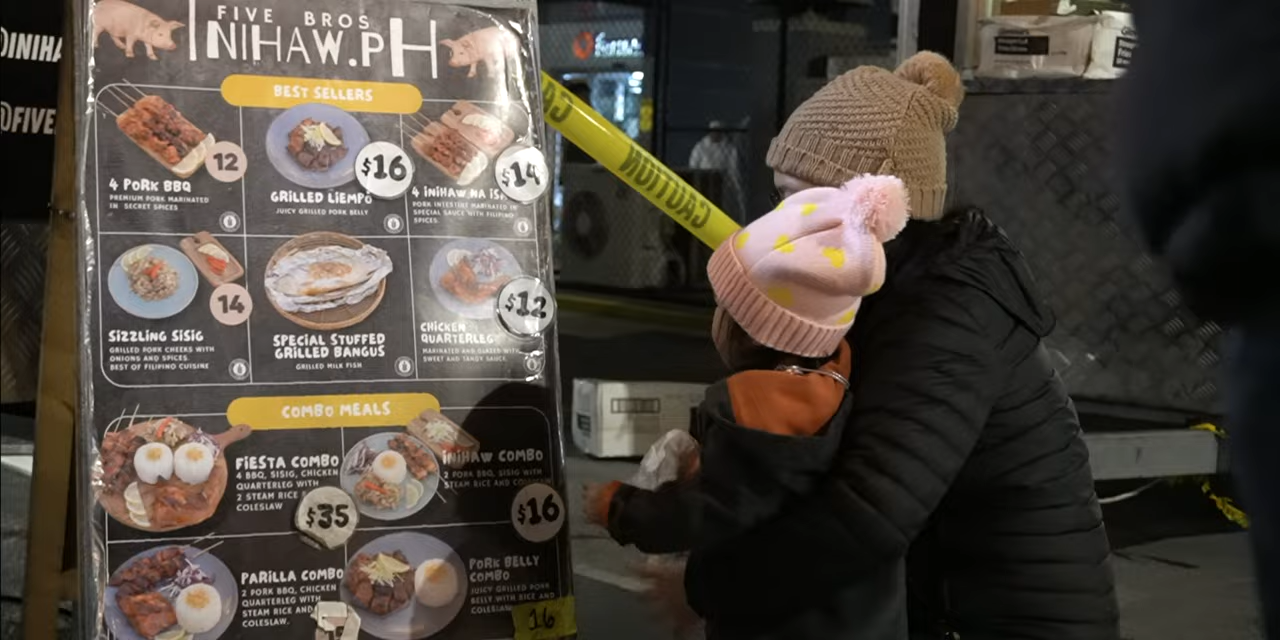 FIVE BROS
INIHAW.PH
BEST SELLERS
12
4 PORK BBQ
PREMIUM PORK MARINATED
IN SECRET SPICES
$16
GRILLED LIEMPO
JUICY GRILLED PORK BELLY
$14
4 INIHAW NA IS
PORK INTESTINE MARINATED IN
SPECIAL SAUCE WITH FILIPINO
SPICES.
14
SIZZLING SISIG
GRILLED PORK CHEEKS WITH
ONIONS AND SPICES.
BEST OF FILIPINO CUISINE
SPECIAL STUFFED
GRILLED BANGUS
GRILLED MILK FISH
$12
CHICKEN
QUARTERLEG
MARINATED AND GLAZED WITH
SWEET AND TANGY SAUCE.
COMBO MEALS
FIESTA COMBO
4 BBQ, SISIG, CHICKEN
QUARTERLEG WITH
2 STEAM RICE
COLESLAW
$35
INIHAW COMBO
2 PORK BBQ, SISIG WITH
STEAM RICE AND
$16
PARILLA COMBO
2 PORK BBQ, CHICKEN
QUARTERLEG WITH
STEAM RICE AND
COLESLAW.
PORK BELLY
COMBO
JUICY GRILLED PORK
BELLY WITH RICE AND
COLESLAW
16
@FIVE
CAUTION